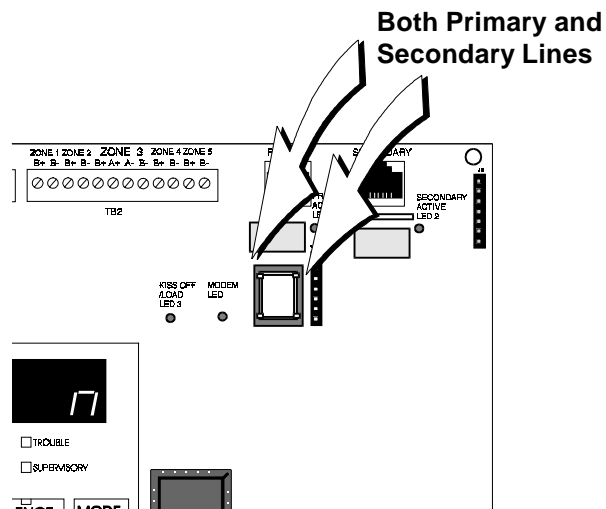 Both Primary and
Secondary Lines
ZONE 1 ZONE 2 ZONE 3 ZONE 4 ZONE 5
B+ B- B+ B- B+ A+ A- B- B+ B- B+ B-
TB2
SECONDARY
ACTIVE
LED 2
KISS OFF
/LOAD
LED 3
MODEM
LED
TROUBLE
SUPERVISORY
MODE